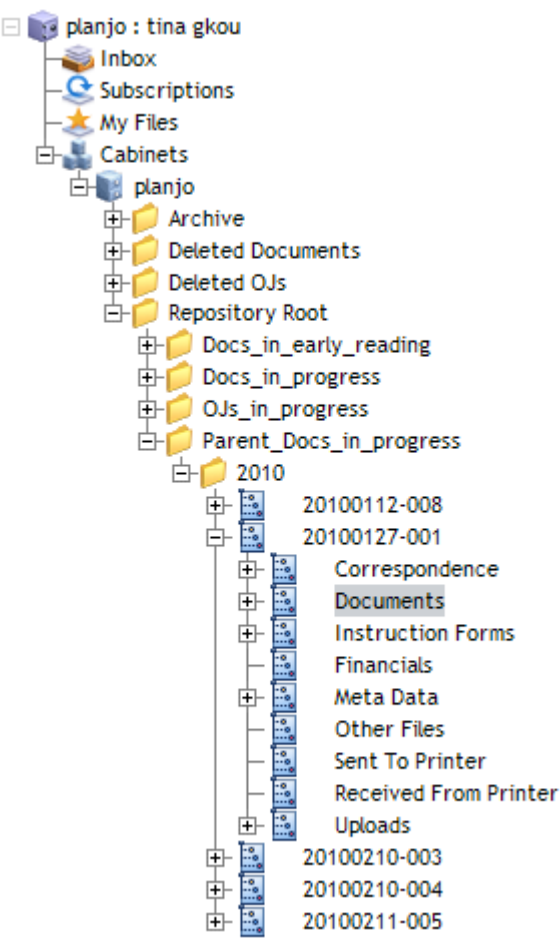 planjo : tina gkou
Inbox
Subscriptions
My Files
Cabinets
planjo
Archive
Deleted Documents
Deleted OJs
Repository Root
Docs_in_early_reading
Docs_in_progress
OJs_in_progress
Parent_Docs_in_progress
2010
20100112-008
20100127-001
Correspondence
Documents
Instruction Forms
Financials
Meta Data
Other Files
Sent To Printer
Received From Printer
Uploads
20100210-003
20100210-004
20100211-005